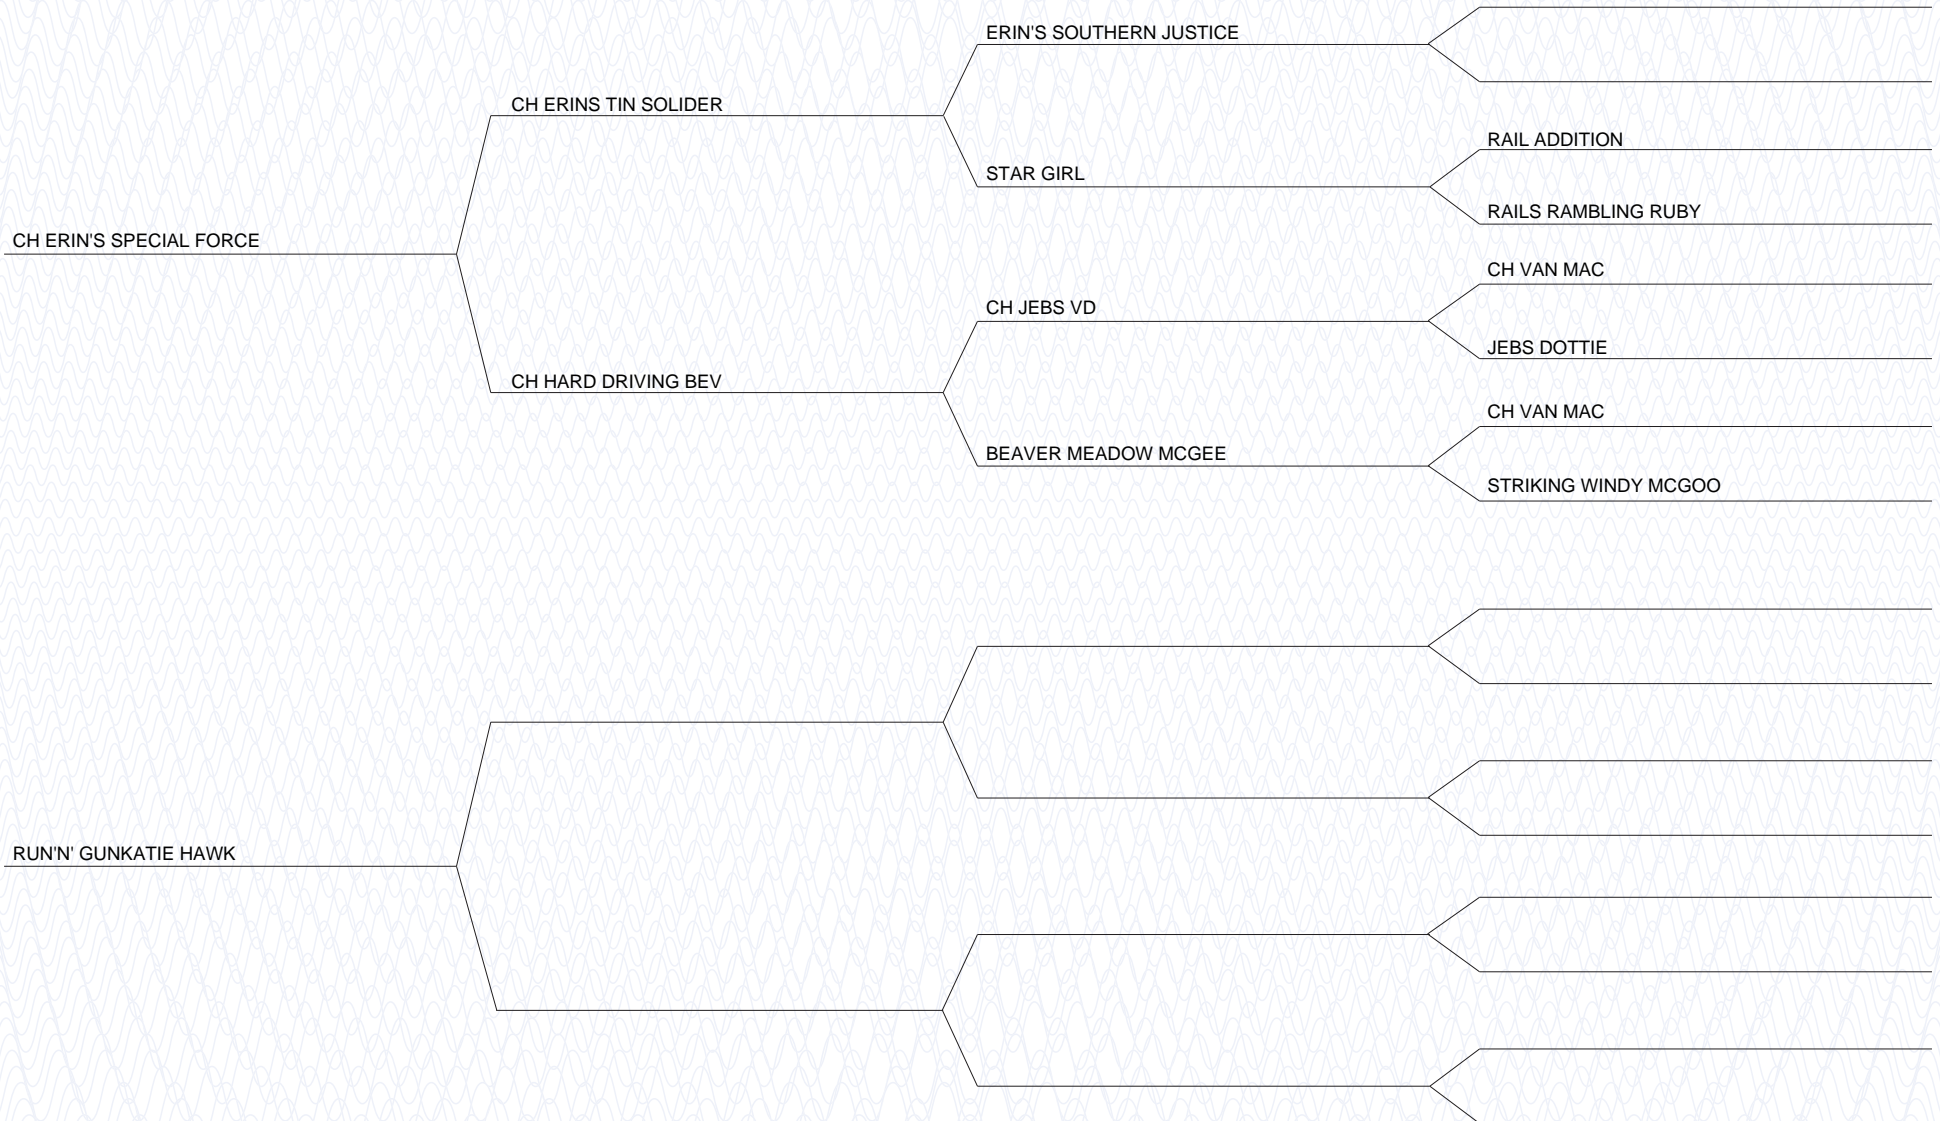 ERIN'S SOUTHERN JUSTICE
CH ERINS TIN SOLIDER
RAIL ADDITION
STAR GIRL
RAILS RAMBLING RUBY
CH ERIN'S SPECIAL FORCE
CH VAN MAC
CH JEBS VD
JEBS DOTTIE
CH HARD DRIVING BEV
CH VAN MAC
BEAVER MEADOW MCGEE
STRIKING WINDY MCGOO
RUN'N' GUNKATIE HAWK